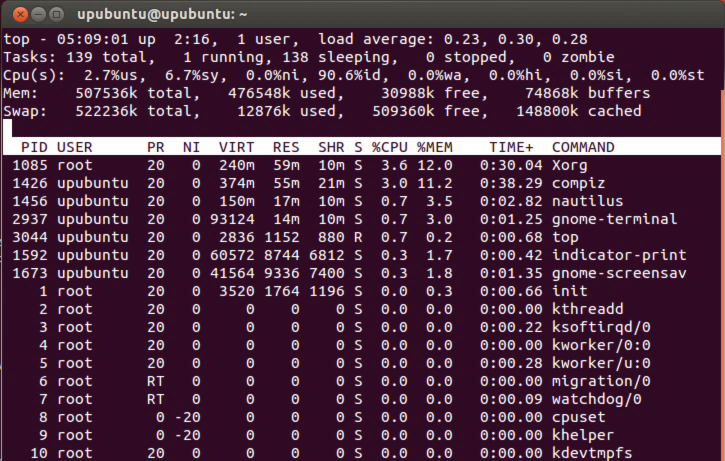 upubuntu@upubuntu: ~
top - 05:09:01 up  2:16,  1 user,  load average: 0.23, 0.30, 0.28
Tasks: 139 total,   1 running, 138 sleeping,   0 stopped,   0 zombie
Cpu(s):  2.7%us,  6.7%sy,  0.0%ni, 90.6%id,  0.0%wa,  0.0%hi,  0.0%si,  0.0%st
Mem:    507536k total,   476548k used,    30988k free,    74868k buffers
Swap:   522236k total,    12876k used,   509360k free,   148800k cached
  PID USER      PR  NI  VIRT  RES  SHR S %CPU %MEM    TIME+  COMMAND
 1085 root      20   0  240m  59m  10m S  3.6 12.0   0:30.04 Xorg
 1426 upubuntu  20   0  374m  55m  21m S  3.0 11.2   0:38.29 compiz
 1456 upubuntu  20   0  150m  17m  10m S  0.7  3.5   0:02.82 nautilus
 2937 upubuntu  20   0 93124  14m  10m S  0.7  3.0   0:01.25 gnome-terminal
 3044 upubuntu  20   0  2836 1152  880 R  0.7  0.2   0:00.68 top
 1592 upubuntu  20   0 60572 8744 6812 S  0.3  1.7   0:00.42 indicator-print
 1673 upubuntu  20   0 41564 9336 7400 S  0.3  1.8   0:01.35 gnome-screensav
    1 root      20   0  3520 1764 1196 S  0.0  0.3   0:00.66 init
    2 root      20   0     0    0    0 S  0.0  0.0   0:00.00 kthreadd
    3 root      20   0     0    0    0 S  0.0  0.0   0:00.22 ksoftirqd/0
    4 root      20   0     0    0    0 S  0.0  0.0   0:00.00 kworker/0:0
    5 root      20   0     0    0    0 S  0.0  0.0   0:00.28 kworker/u:0
    6 root      RT   0     0    0    0 S  0.0  0.0   0:00.00 migration/0
    7 root      RT   0     0    0    0 S  0.0  0.0   0:00.09 watchdog/0
    8 root       0 -20     0    0    0 S  0.0  0.0   0:00.00 cpuset
    9 root       0 -20     0    0    0 S  0.0  0.0   0:00.00 khelper
   10 root      20   0     0    0    0 S  0.0  0.0   0:00.00 kdevtmpfs